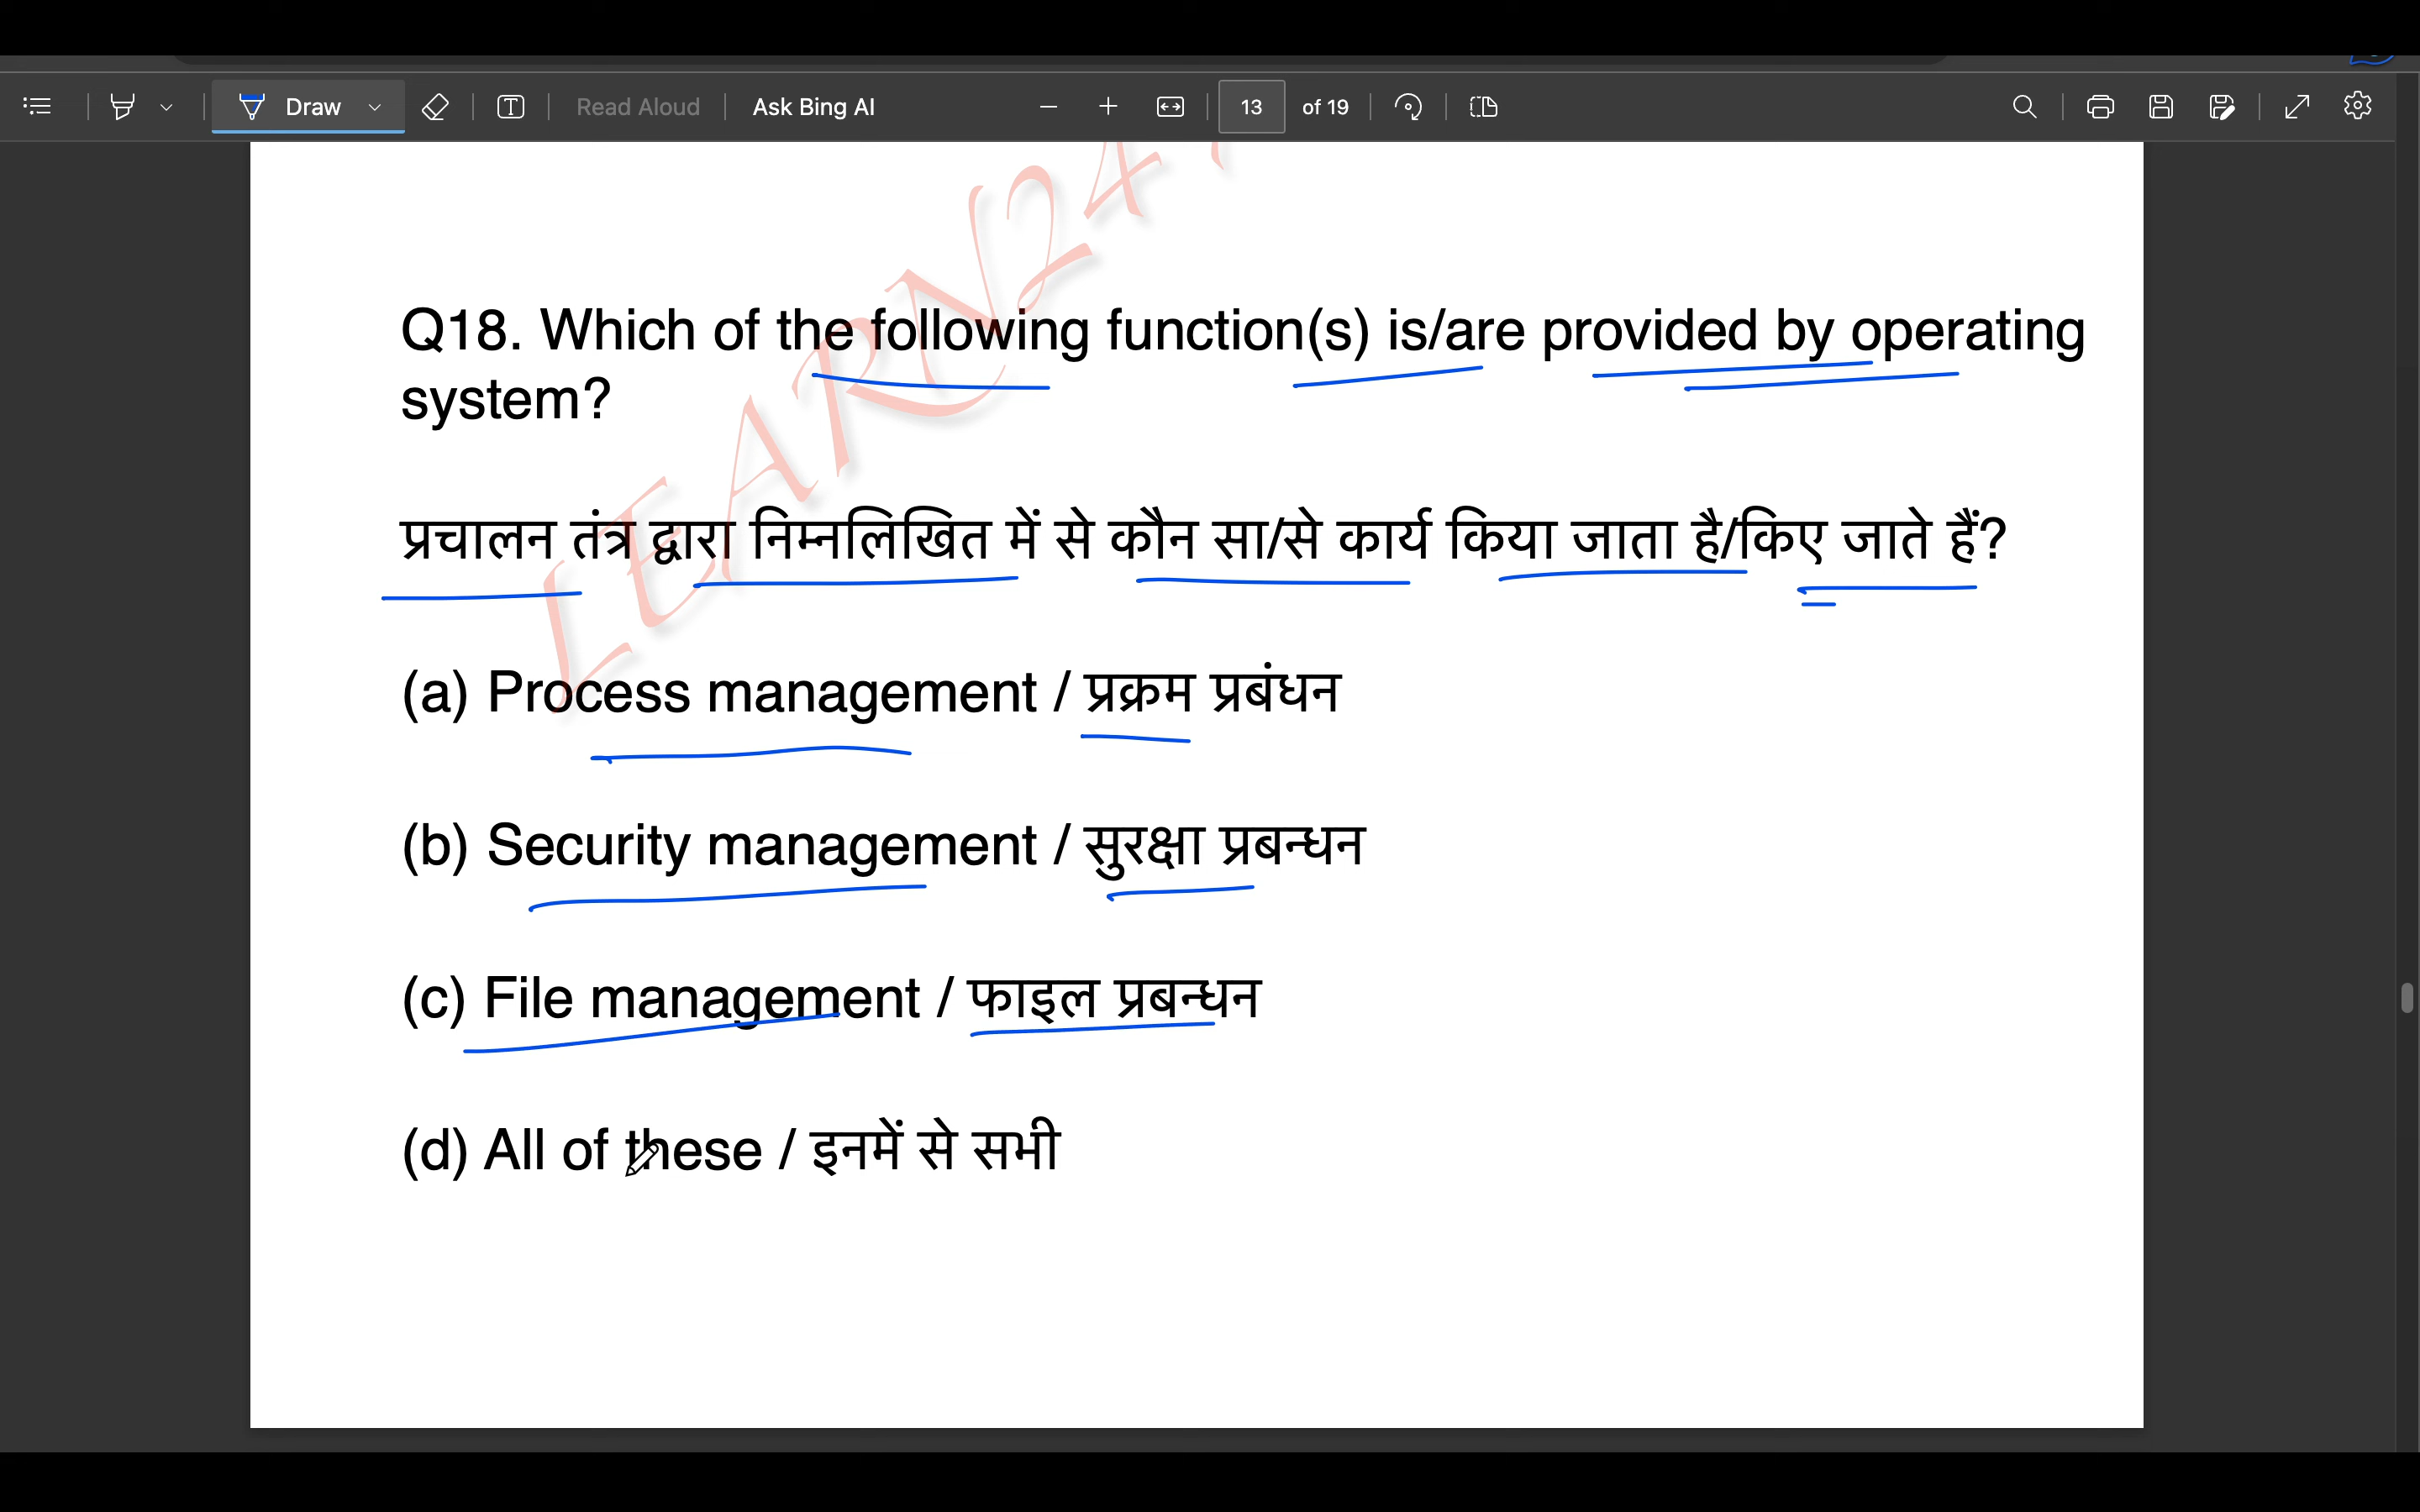 Draw
Read Aloud
Ask Bing AI
13 of 19
LEARN24
Q18. Which of the following function(s) is/are provided by operating
system?
प्रचालन तंत्र द्वारा निम्नलिखित में से कौन सा/से कार्य किया जाता है/किए जाते हैं?
(a) Process management / प्रक्रम प्रबंधन
(b) Security management / सुरक्षा प्रबन्धन
(c) File management / फाइल प्रबन्धन
(d) All of these / इनमें से सभी